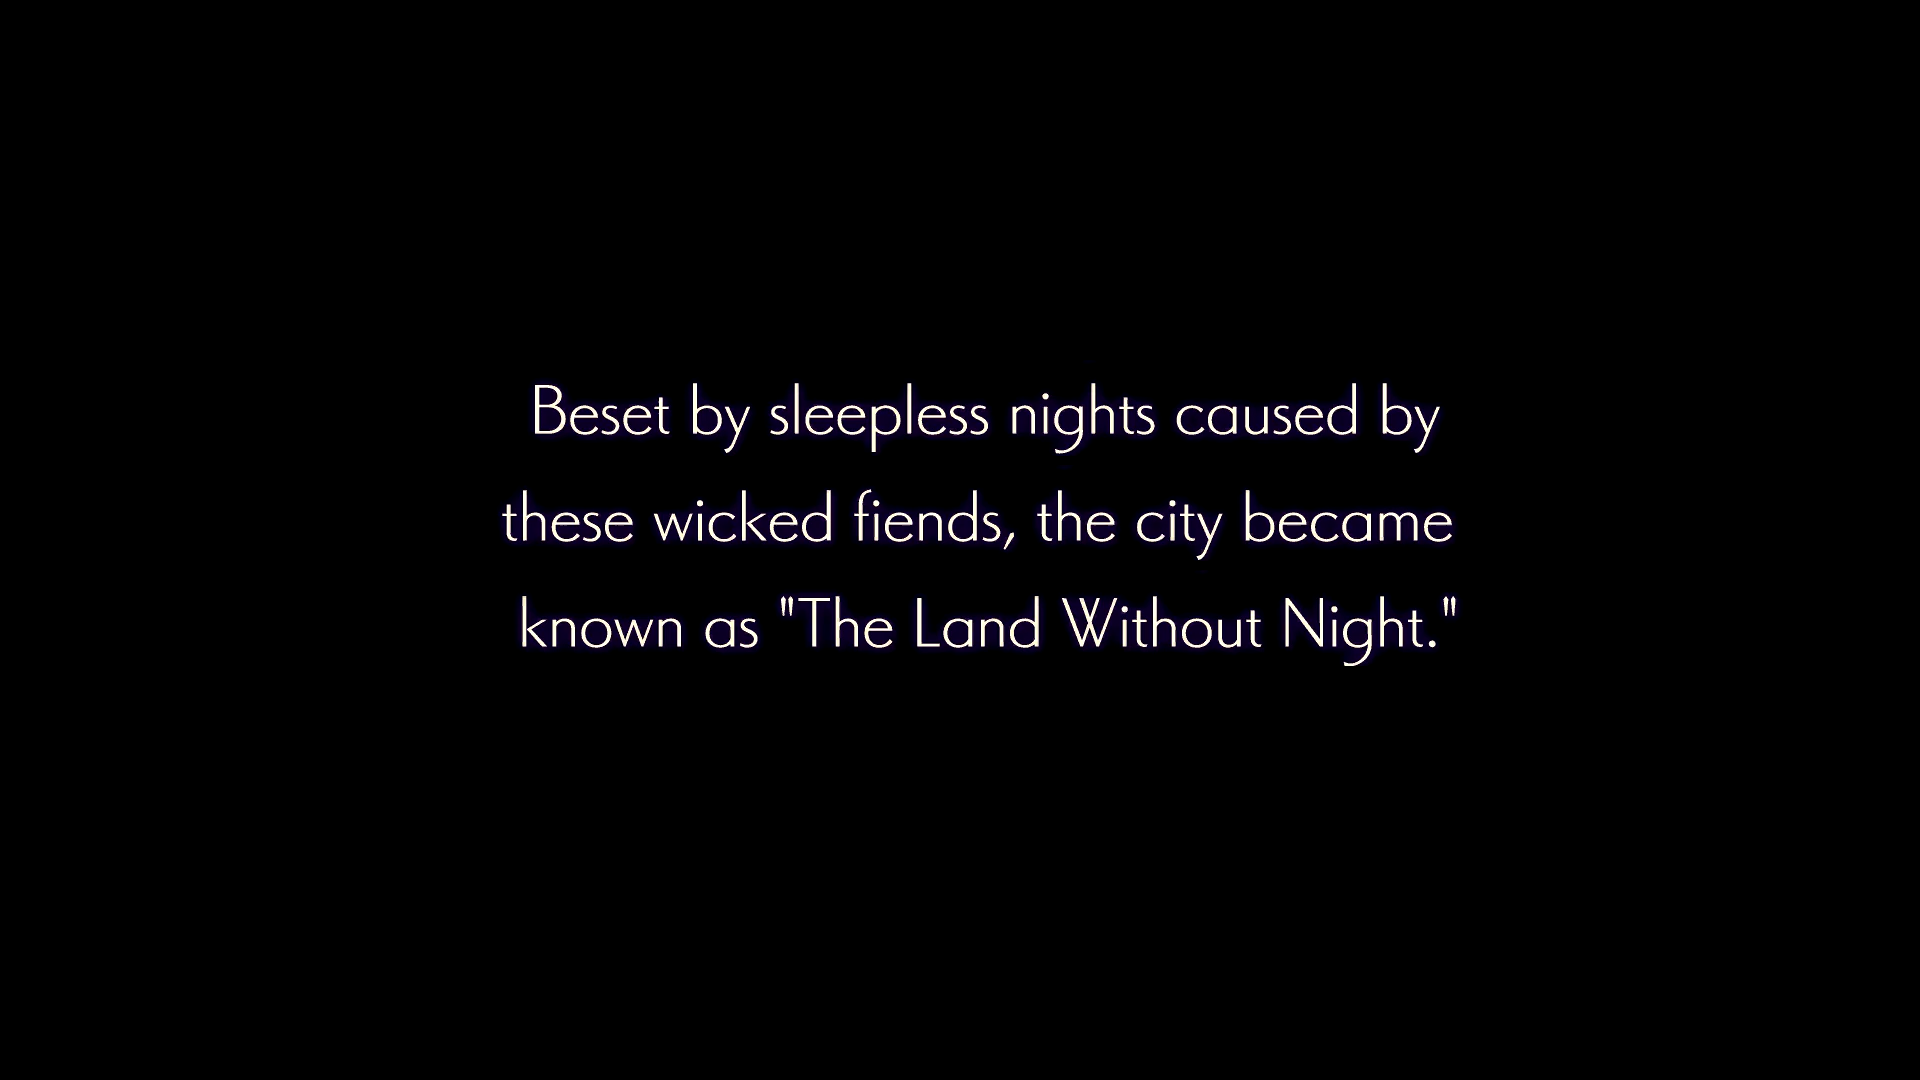 Beset by sleepless nights caused by
these wicked fiends, the city became
known as "The Land Without Night."